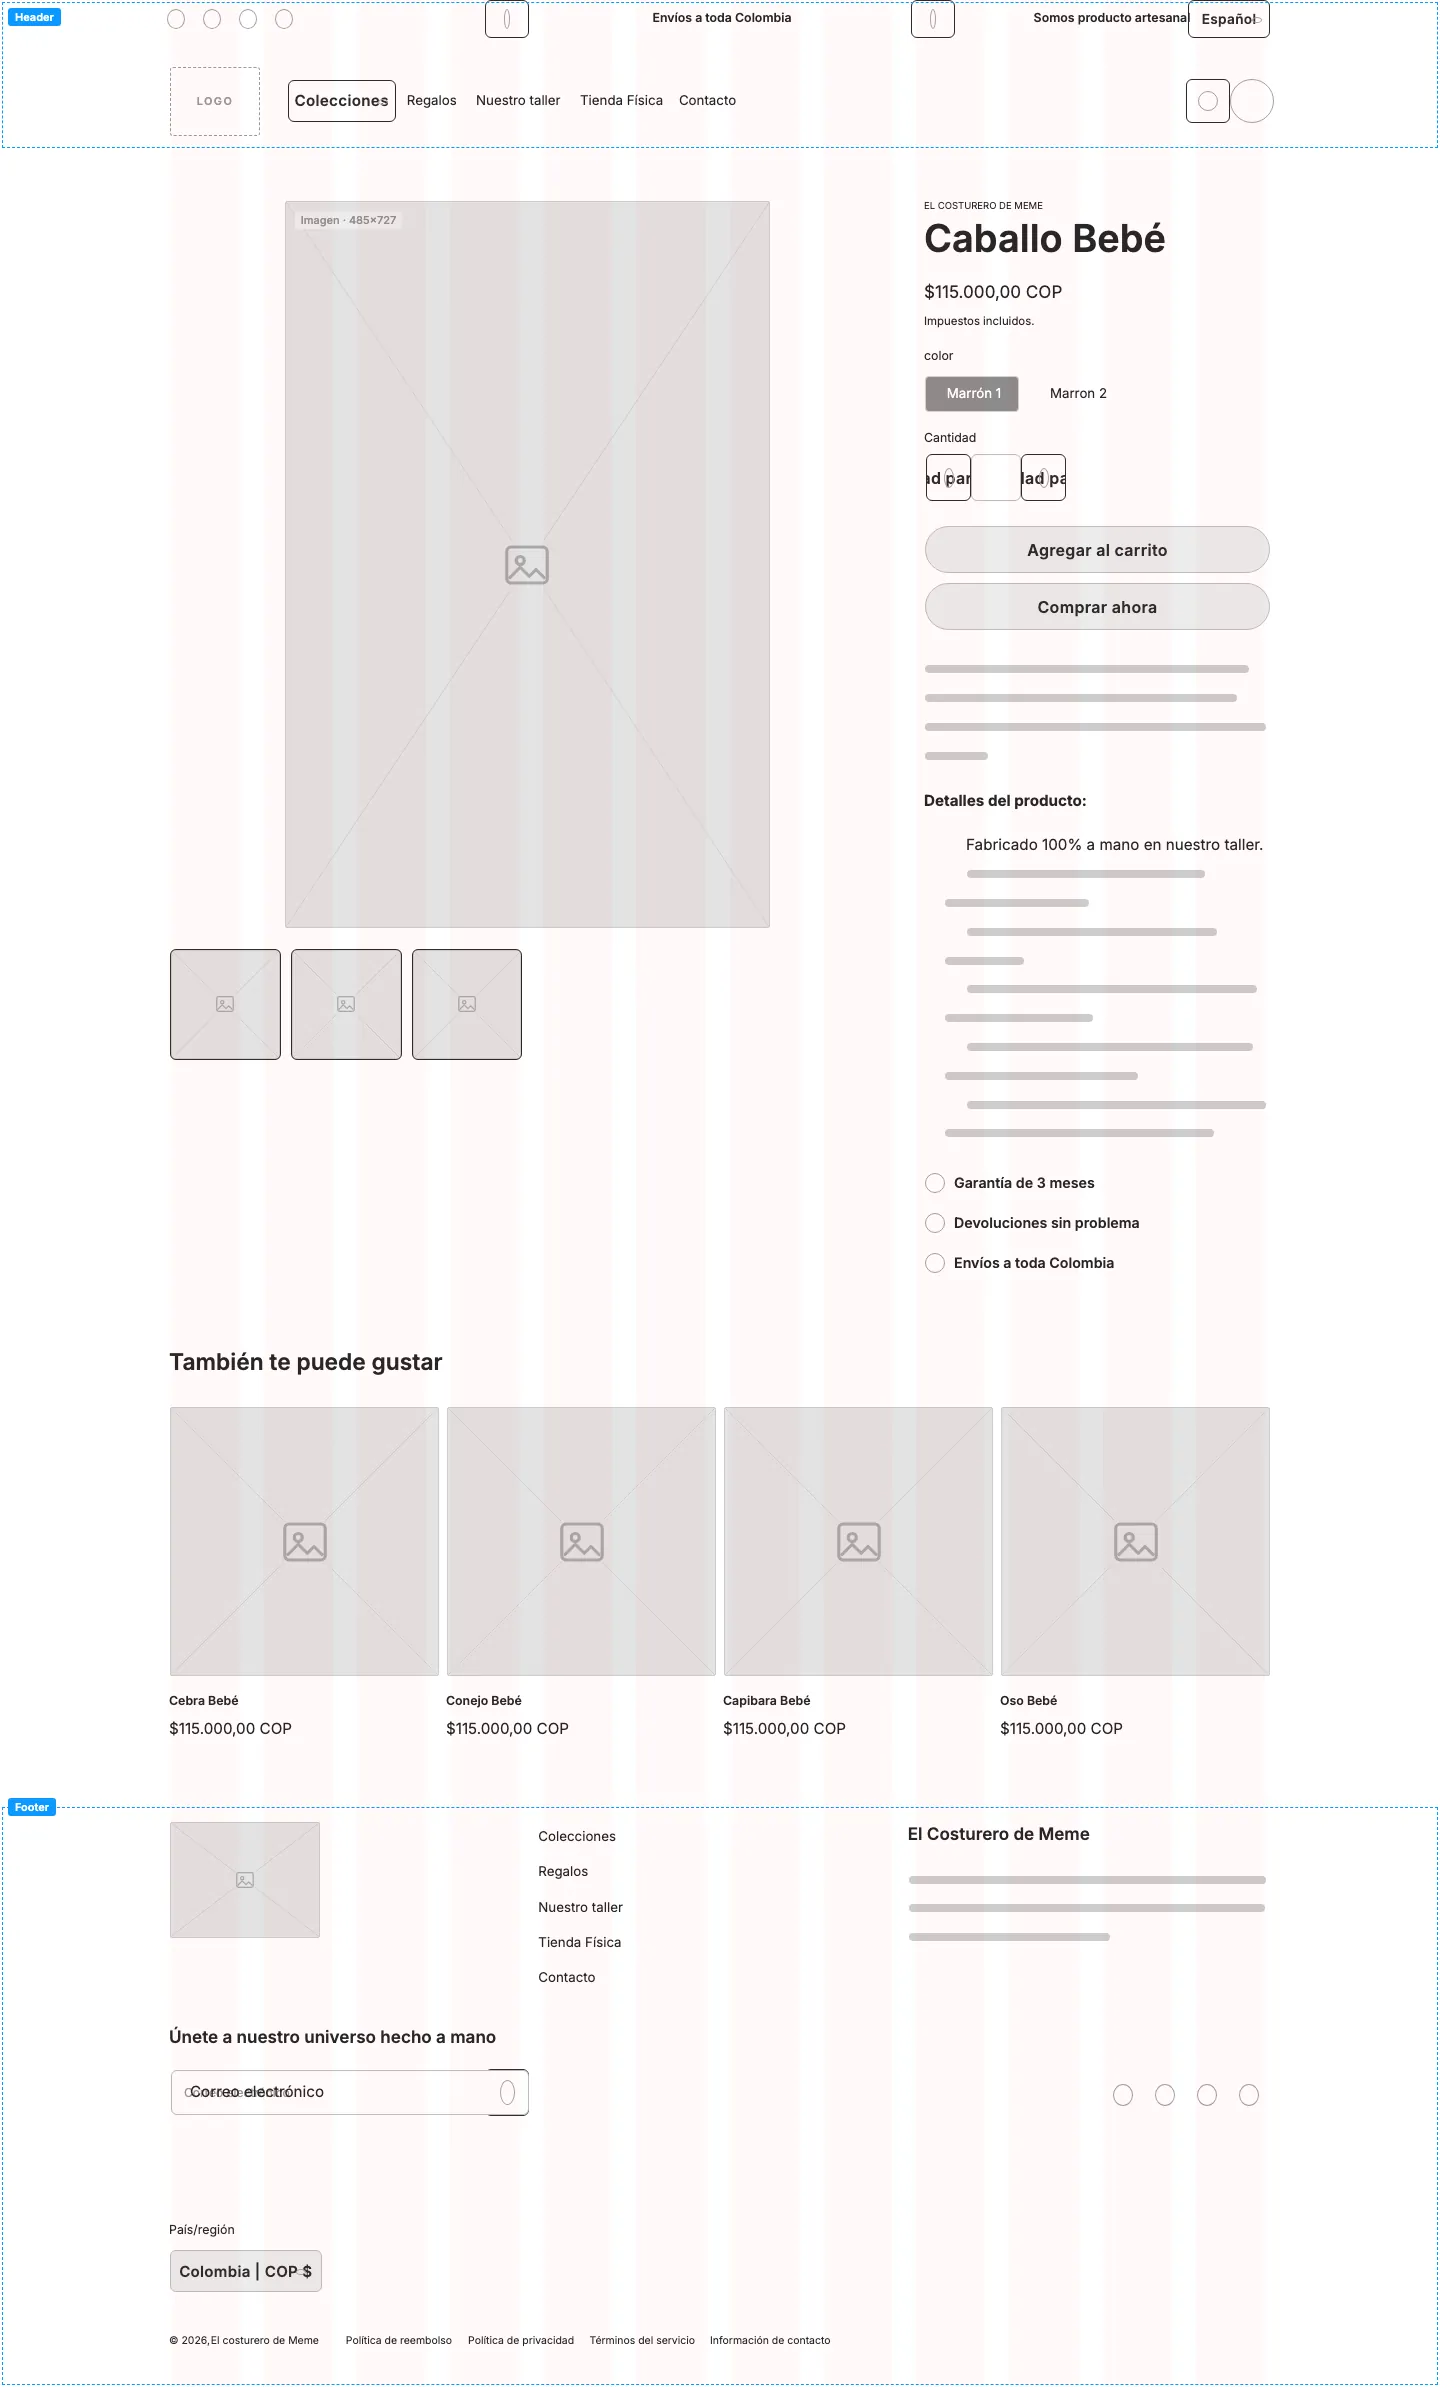 Header
Envíos a toda Colombia
Somos producto artesanal
Español
LOGO
Colecciones
Regalos
Nuestro taller
Tienda Física
Contacto
Imagen · 485×727
EL COSTURERO DE MEME
Caballo Bebé
$115.000,00 COP
Impuestos incluidos.
color
Marrón 1
Marron 2
Cantidad
ad par
dad pa
Agregar al carrito
Comprar ahora
Detalles del producto:
Fabricado 100% a mano en nuestro taller.
Garantía de 3 meses
Devoluciones sin problema
Envíos a toda Colombia
También te puede gustar
Cebra Bebé
$115.000,00 COP
Conejo Bebé
$115.000,00 COP
Capibara Bebé
$115.000,00 COP
Oso Bebé
$115.000,00 COP
Footer
Colecciones
Regalos
Nuestro taller
Tienda Física
Contacto
El Costurero de Meme
Únete a nuestro universo hecho a mano
Correo electrónico
País/región
Colombia | COP $
© 2026, El costurero de Meme
Política de reembolso
Política de privacidad
Términos del servicio
Información de contacto